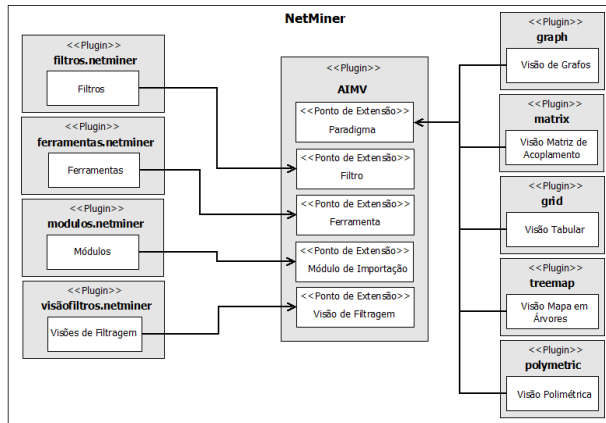 NetMiner
<<Plugin>>
filtros.netminer
Filtros
<<Plugin>>
ferramentas.netminer
Ferramentas
<<Plugin>>
modulos.netminer
Módulos
<<Plugin>>
visãofiltros.netminer
Visões de Filtragem
<<Plugin>>
AIMV
<<Ponto de Extensão>>
Paradigma
<<Ponto de Extensão>>
Filtro
<<Ponto de Extensão>>
Ferramenta
<<Ponto de Extensão>>
Módulo de Importação
<<Ponto de Extensão>>
Visão de Filtragem
<<Plugin>>
graph
Visão de Grafos
<<Plugin>>
matrix
Visão Matriz de
Acoplamento
<<Plugin>>
grid
Visão Tabular
<<Plugin>>
treemap
Visão Mapa em
Árvores
<<Plugin>>
polymetric
Visão Polimétrica